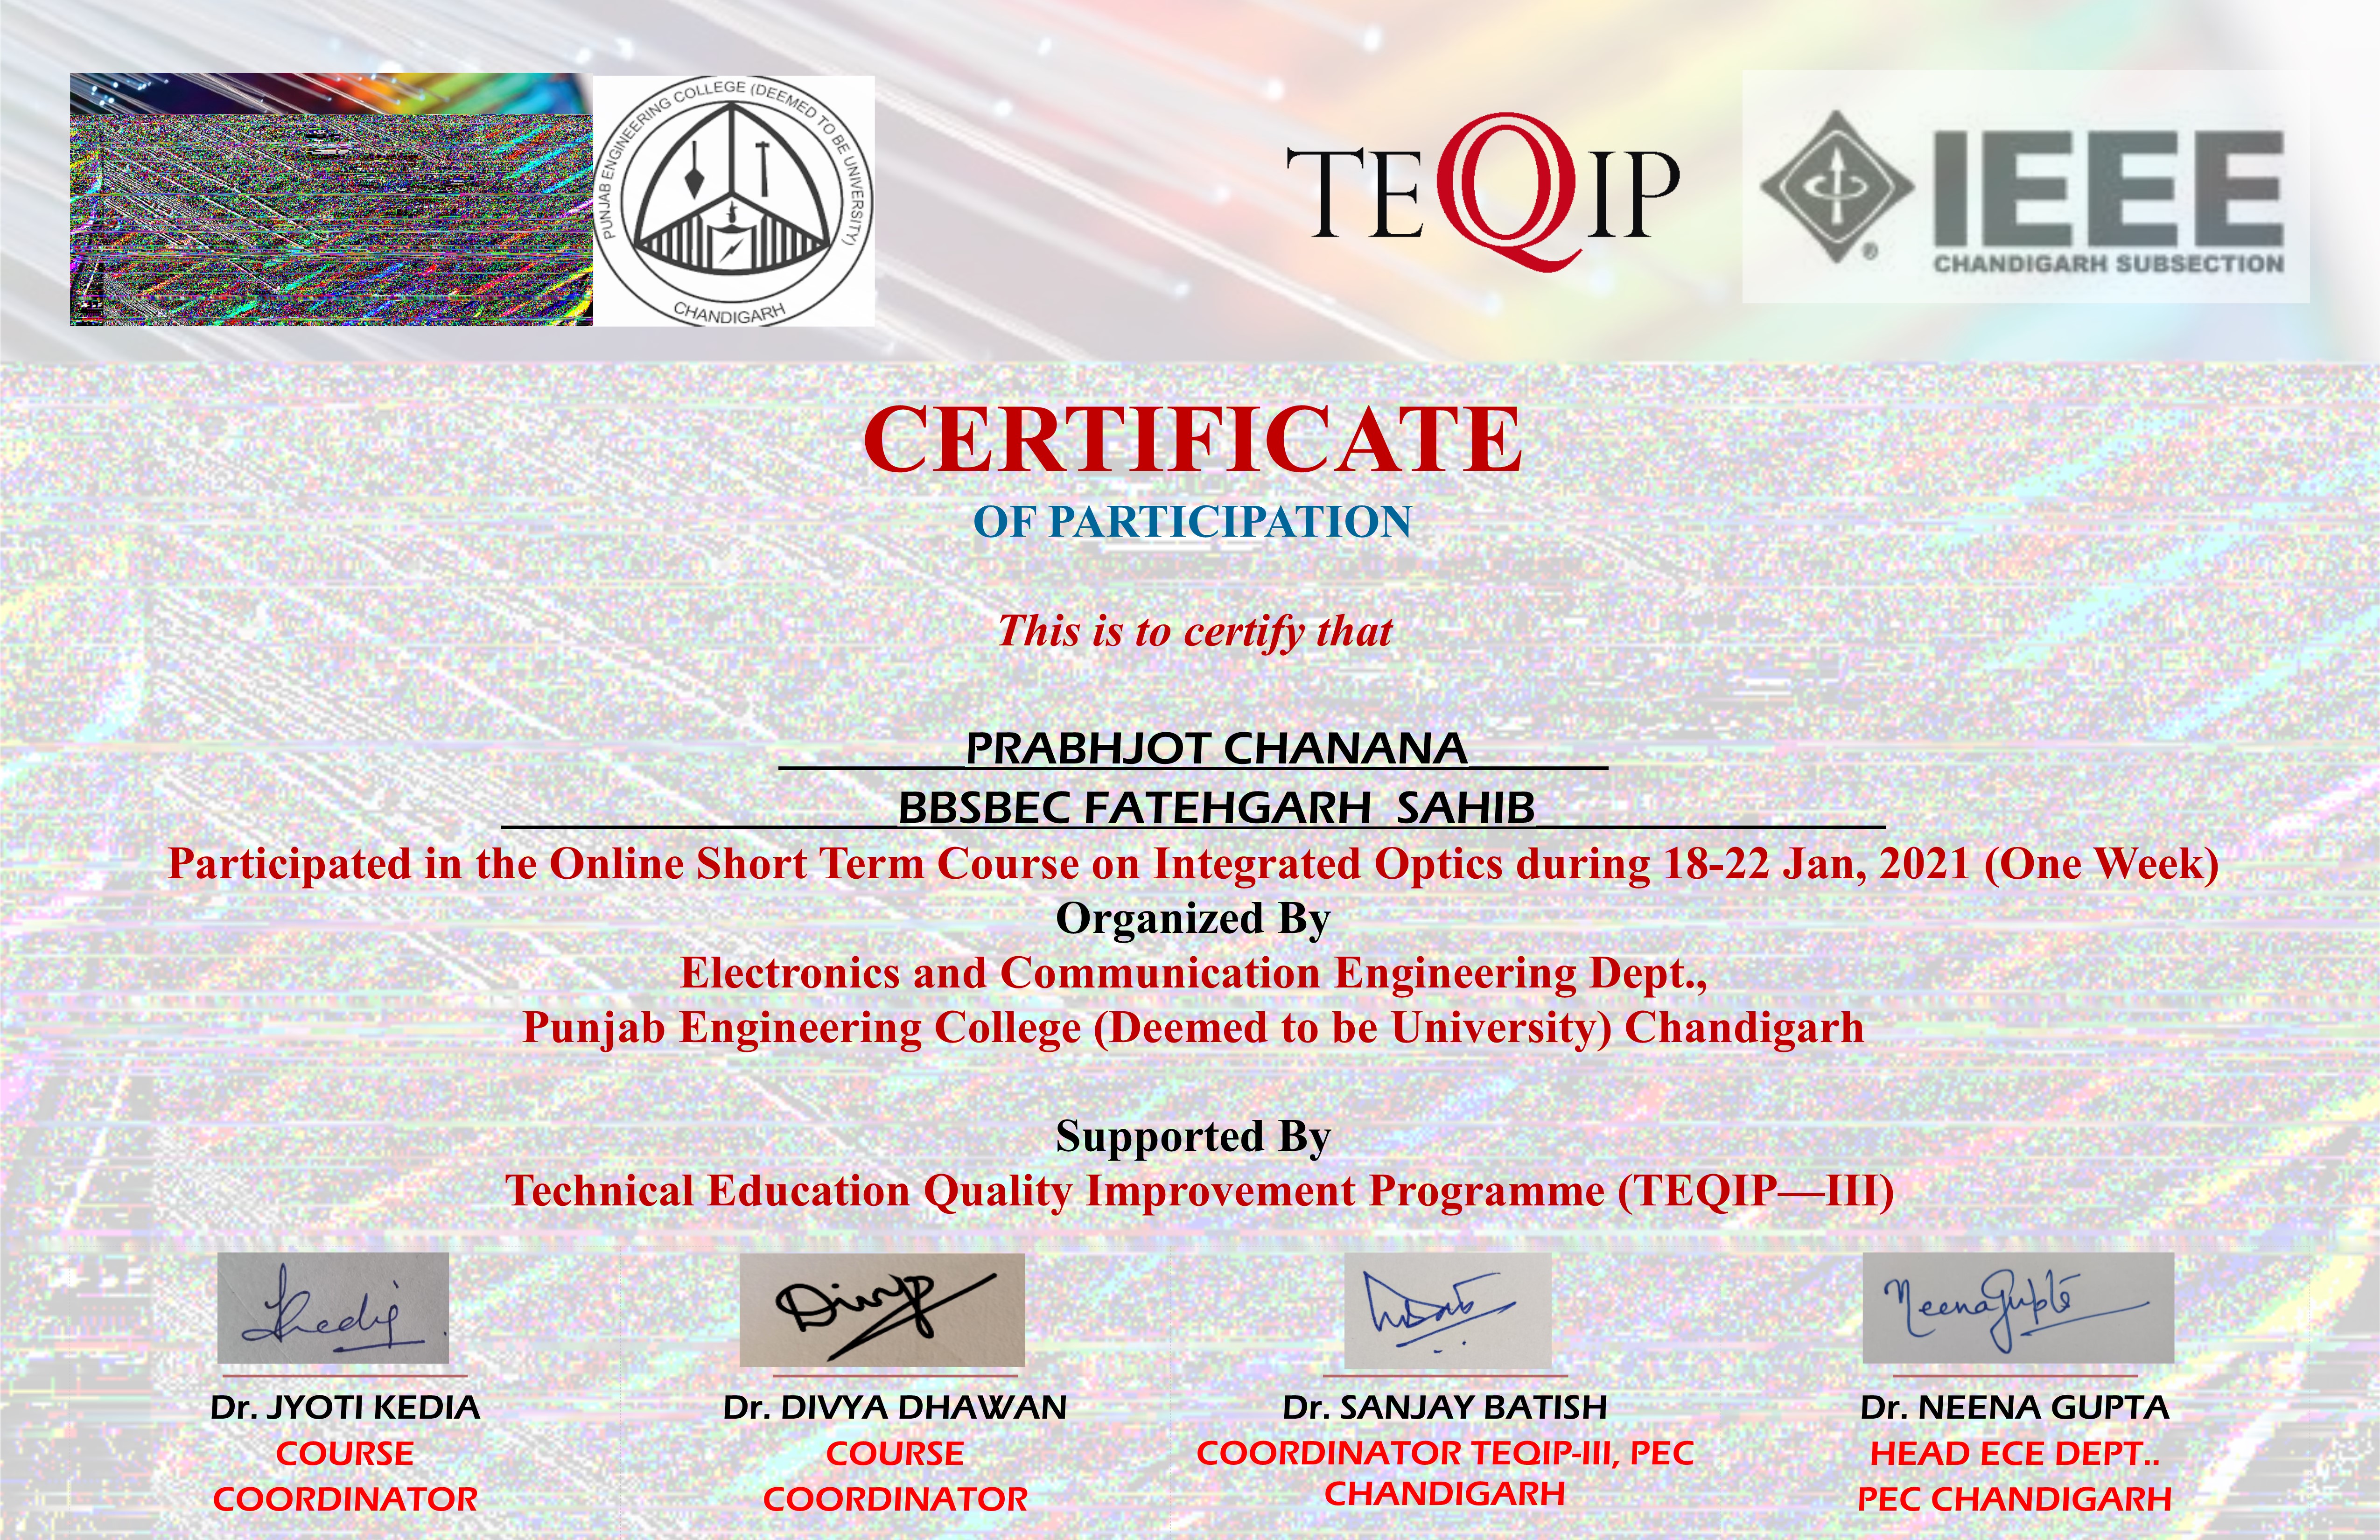 PUNJAB ENGINEERING COLLEGE (DEEMED TO BE UNIVERSITY)
CHANDIGARH
TEQIP
IEEE
®
CHANDIGARH SUBSECTION
CERTIFICATE
OF PARTICIPATION
This is to certify that
PRABHJOT CHANANA
BBSBEC FATEHGARH SAHIB
Participated in the Online Short Term Course on Integrated Optics during 18-22 Jan, 2021 (One Week)
Organized By
Electronics and Communication Engineering Dept.,
Punjab Engineering College (Deemed to be University) Chandigarh
Supported By
Technical Education Quality Improvement Programme (TEQIP—III)
Kedia
Divya
NeenaGupta
Dr. JYOTI KEDIA
COURSE
COORDINATOR
Dr. DIVYA DHAWAN
COURSE
COORDINATOR
Dr. SANJAY BATISH
COORDINATOR TEQIP-III, PEC
CHANDIGARH
Dr. NEENA GUPTA
HEAD ECE DEPT..
PEC CHANDIGARH